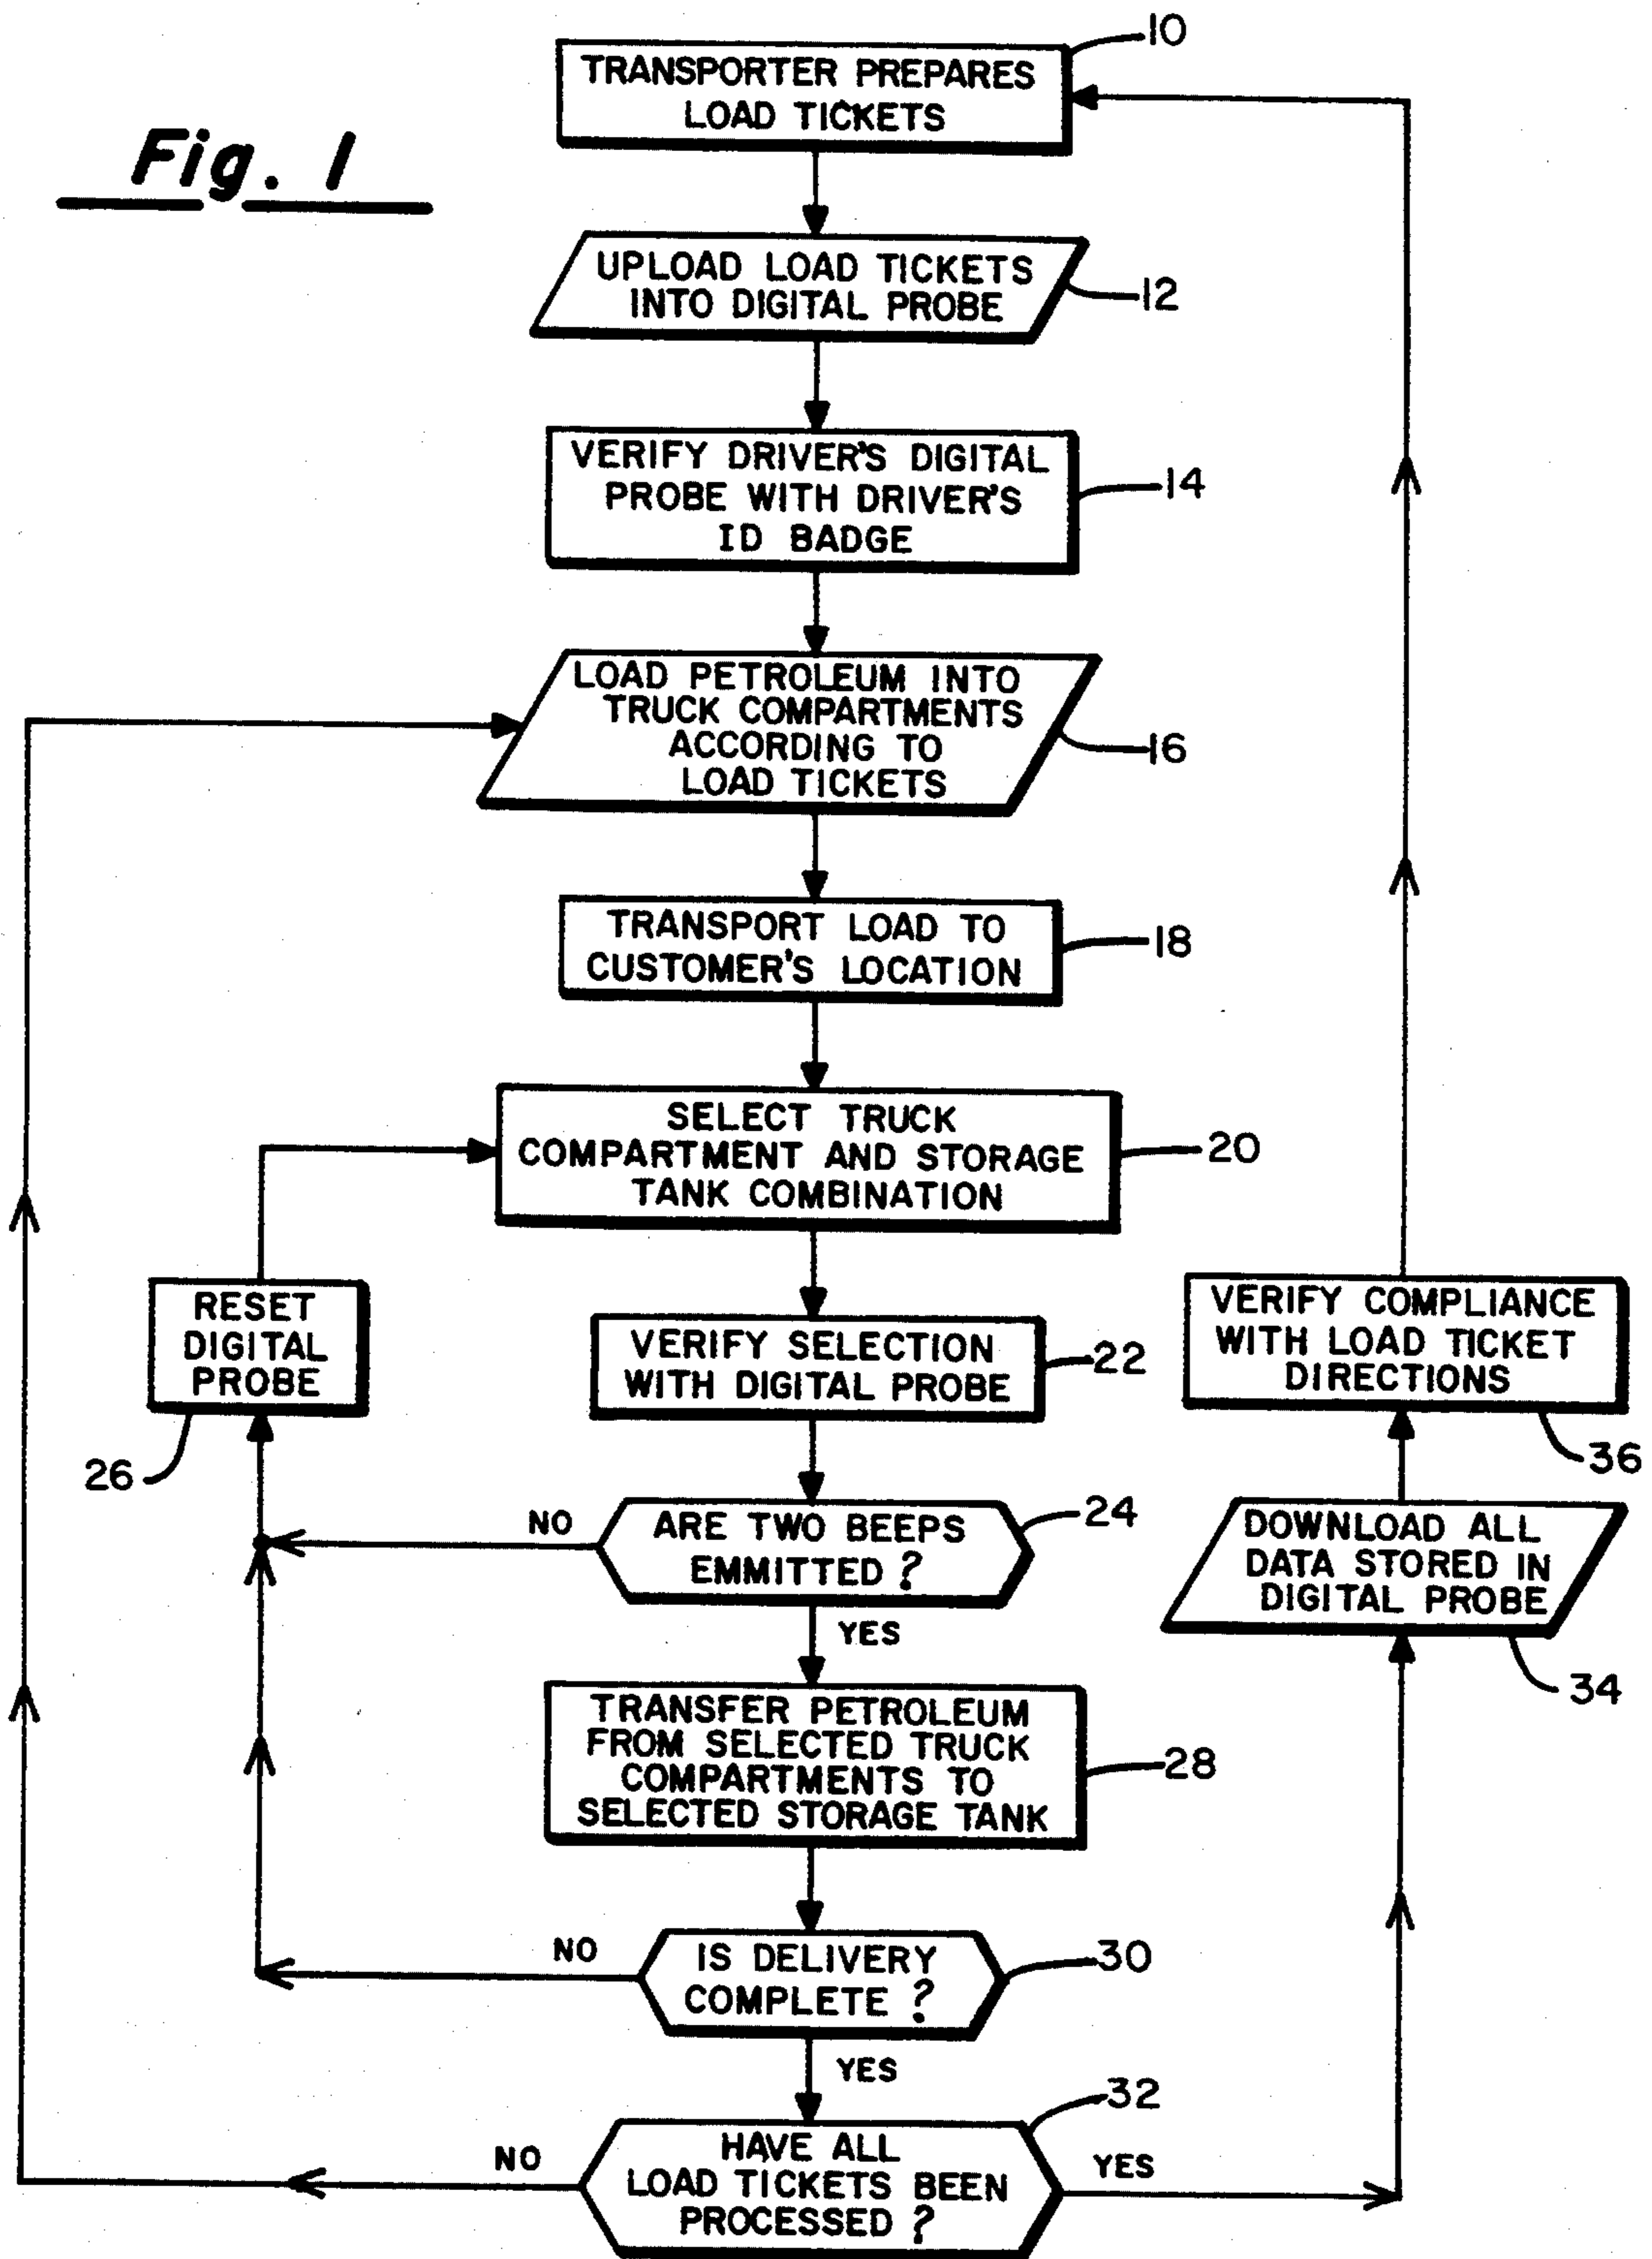 Fig. 1
TRANSPORTER PREPARES
LOAD TICKETS
10
UPLOAD LOAD TICKETS
INTO DIGITAL PROBE
12
VERIFY DRIVER'S DIGITAL
PROBE WITH DRIVER'S
ID BADGE
14
LOAD PETROLEUM INTO
TRUCK COMPARTMENTS
ACCORDING TO
LOAD TICKETS
16
TRANSPORT LOAD TO
CUSTOMER'S LOCATION
18
SELECT TRUCK
COMPARTMENT AND STORAGE
TANK COMBINATION
20
RESET
DIGITAL
PROBE
26
VERIFY SELECTION
WITH DIGITAL PROBE
22
VERIFY COMPLIANCE
WITH LOAD TICKET
DIRECTIONS
36
NO
ARE TWO BEEPS
EMMITTED ?
24
YES
DOWNLOAD ALL
DATA STORED IN
DIGITAL PROBE
34
TRANSFER PETROLEUM
FROM SELECTED TRUCK
COMPARTMENTS TO
SELECTED STORAGE TANK
28
NO
IS DELIVERY
COMPLETE ?
30
YES
32
NO
HAVE ALL
LOAD TICKETS BEEN
PROCESSED ?
YES